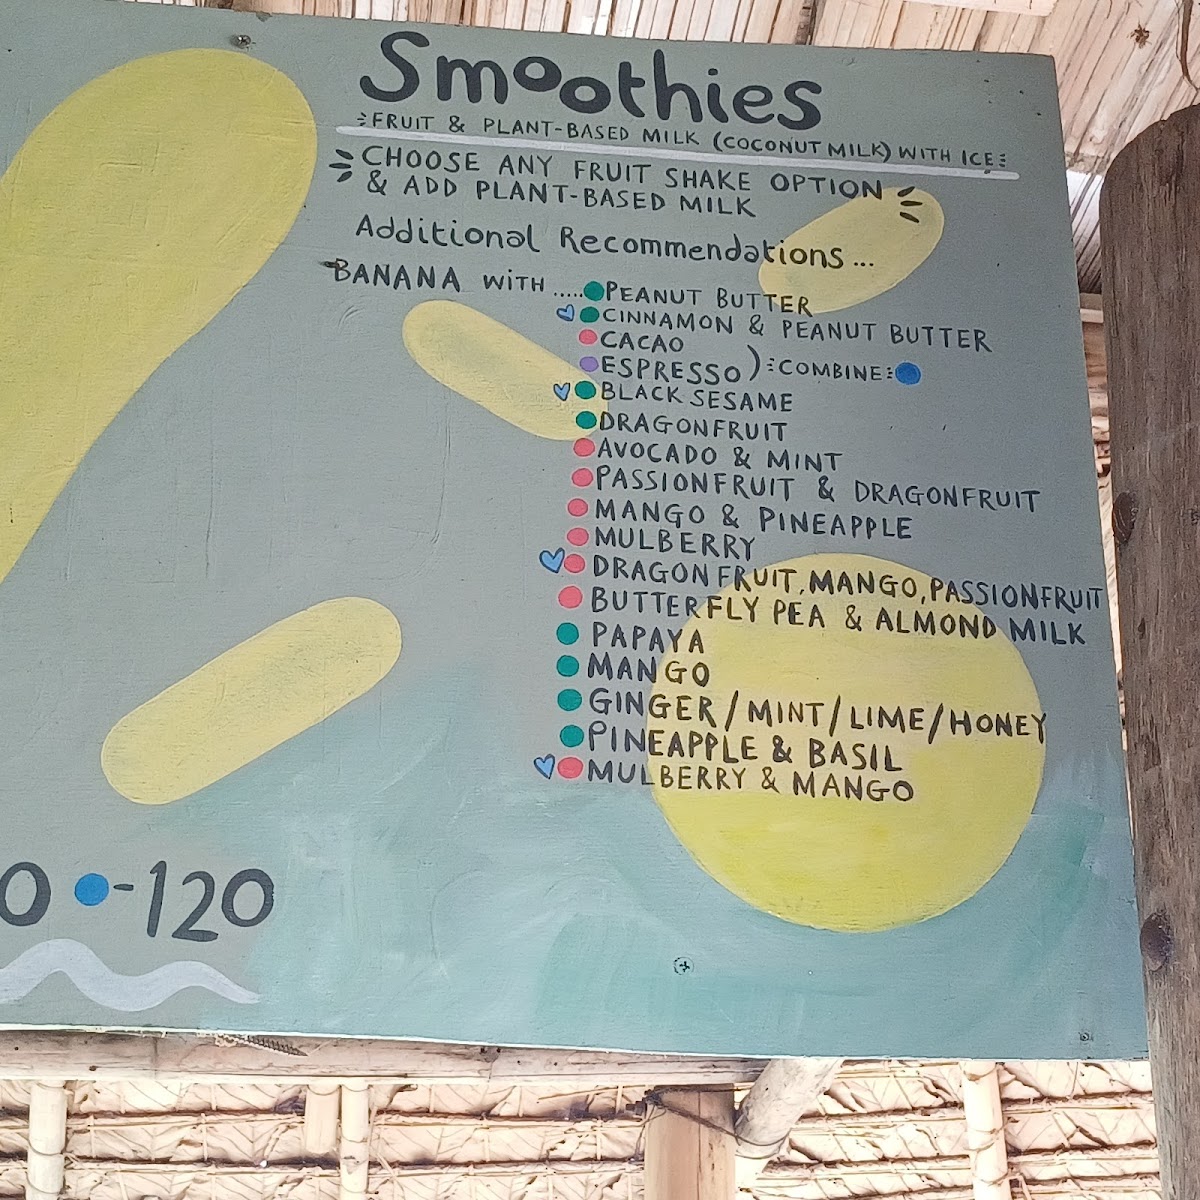 Smoothies
FRUIT & PLANT-BASED MILK (COCONUT MILK) WITH ICE
CHOOSE ANY FRUIT SHAKE OPTION
& ADD PLANT-BASED MILK
Additional Recommendations...
BANANA WITH .....PEANUT BUTTER
CINNAMON & PEANUT BUTTER
CACAO
ESPRESSO) COMBINE
BLACK SESAME
DRAGONFRUIT
AVOCADO & MINT
PASSIONFRUIT & DRAGONFRUIT
MANGO & PINEAPPLE
MULBERRY
DRAGONFRUIT, MANGO, PASSIONFRUIT
BUTTERFLY PEA & ALMOND MILK
PAPAYA
MANGO
GINGER/MINT/LIME/HONEY
PINEAPPLE & BASIL
MULBERRY & MANGO
0 -120